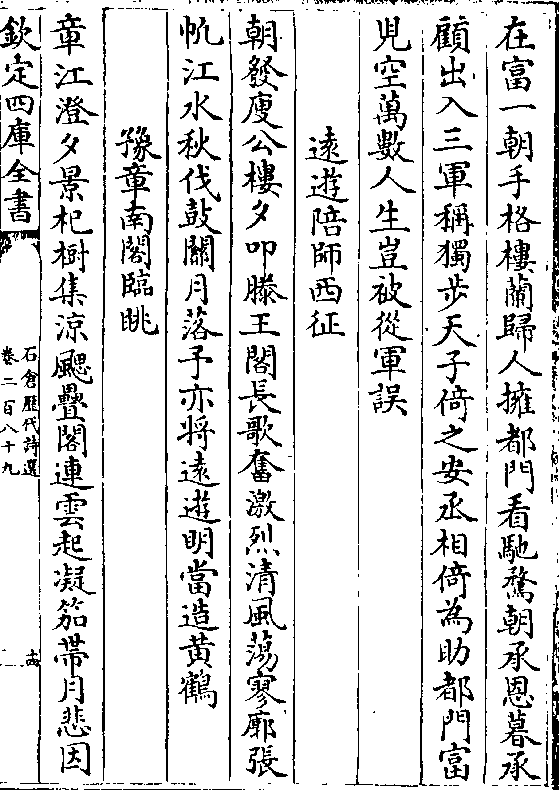 在富一朝手格樓蘭歸人擁都門看馳騖朝承恩暮承
顧出入三軍稱獨步天子倚之安丞相倚為助都門富
兒空萬數人生豈被從軍誤
遠遊陪師西征
朝發庾公樓夕叩滕王閣長歌奮激烈清風蕩寥廓張
帆江水秋伐鼓關月落予亦將遠遊明當造黃鶴
豫章南閣臨眺
章江澄夕景杞樹集涼颸疊閣連雲起凝笳帶月悲因
欽定四庫全書
石倉歷代詩選
卷二百八十九